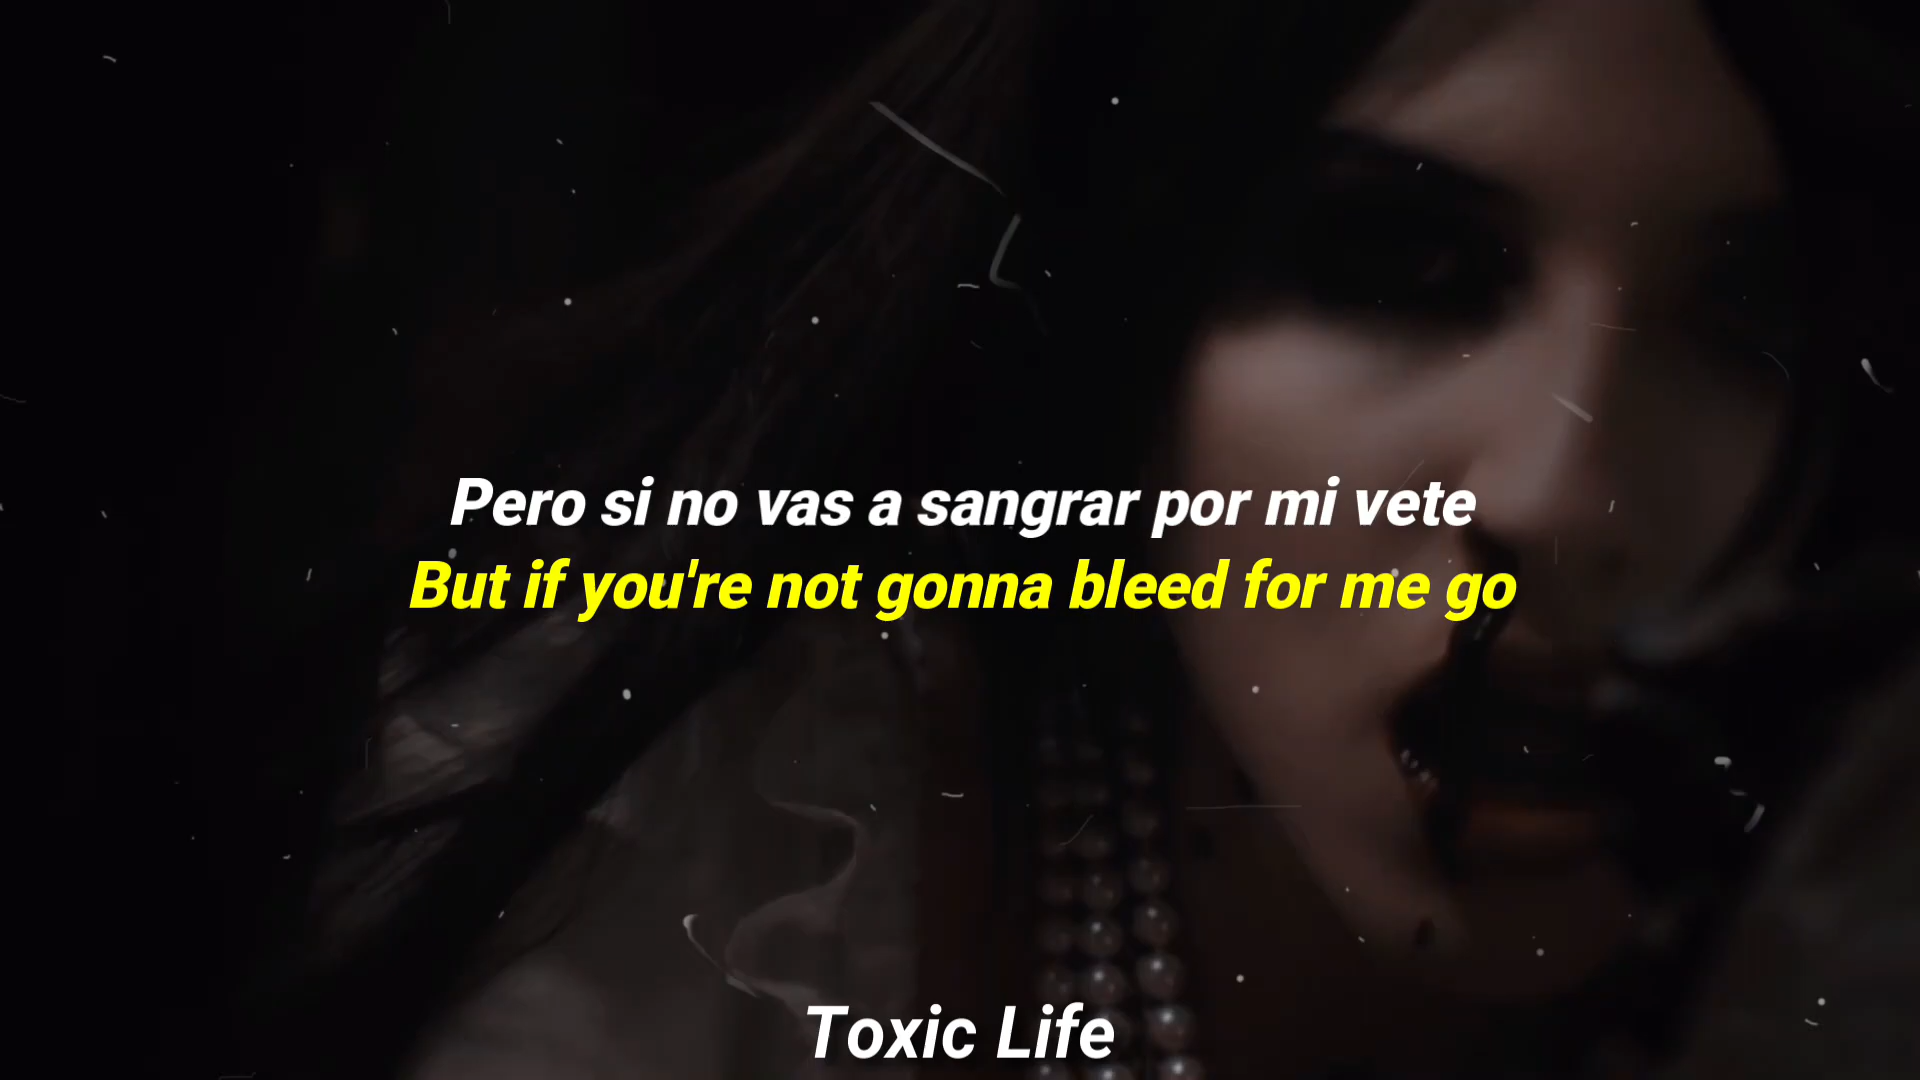 Pero si no vas a sangrar por mi vete
But if you're not gonna bleed for me go
Toxic Life